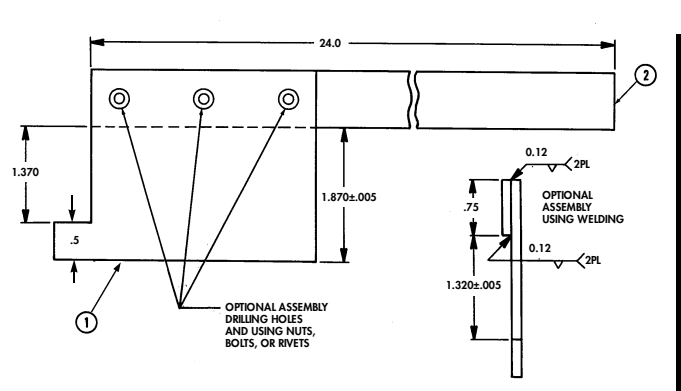 24.0
2
1.370
.5
1.870±.005
1
OPTIONAL ASSEMBLY
DRILLING HOLES
AND USING NUTS,
BOLTS, OR RIVETS
0.12
2PL
.75
OPTIONAL
ASSEMBLY
USING WELDING
0.12
2PL
1.320±.005